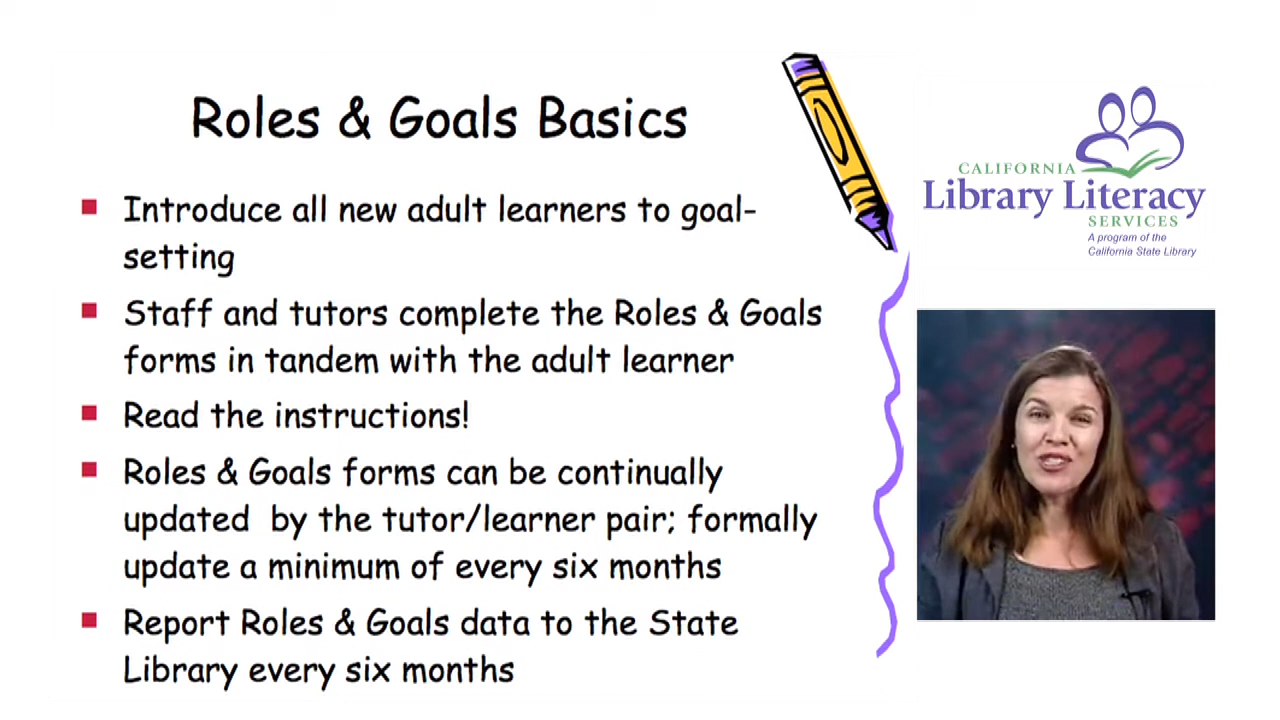 Roles & Goals Basics
Introduce all new adult learners to goal-
setting
Staff and tutors complete the Roles & Goals
forms in tandem with the adult learner
Read the instructions!
Roles & Goals forms can be continually
updated  by the tutor/learner pair; formally
update a minimum of every six months
Report Roles & Goals data to the State
Library every six months
CALIFORNIA
Library Literacy
SERVICES
A program of the
California State Library